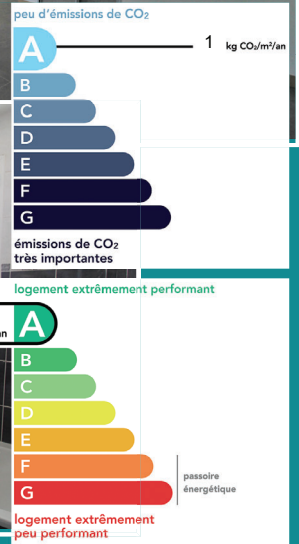 peu d'émissions de CO₂
A 1 kg CO₂/m²/an
B
C
D
E
F
G
émissions de CO₂
très importantes
logement extrêmement performant
an A
B
C
D
E
F
G
passoire
énergétique
logement extrêmement
peu performant